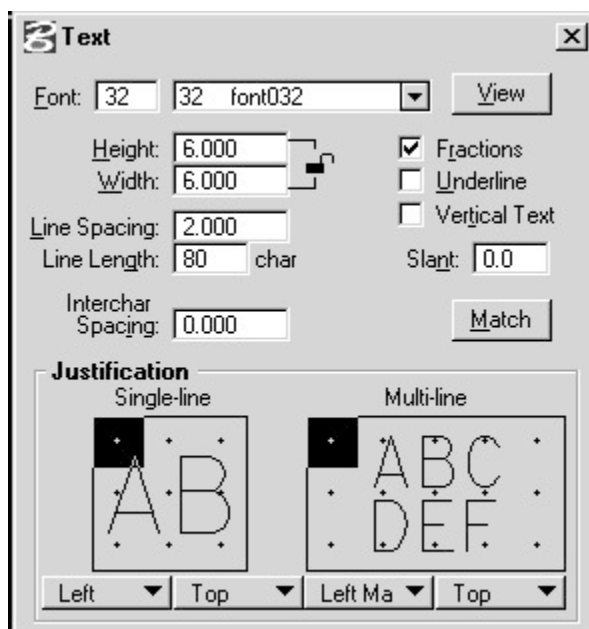 Text
Font: 32 32 font032 View
Height: 6.000 Fractions
Width: 6.000 Underline
Vertical Text
Line Spacing: 2.000
Line Length: 80 char Slant: 0.0
Interchar
Spacing: 0.000 Match
Justification
Single-line Multi-line
AB ABC
DEF
Left Top Left Ma Top